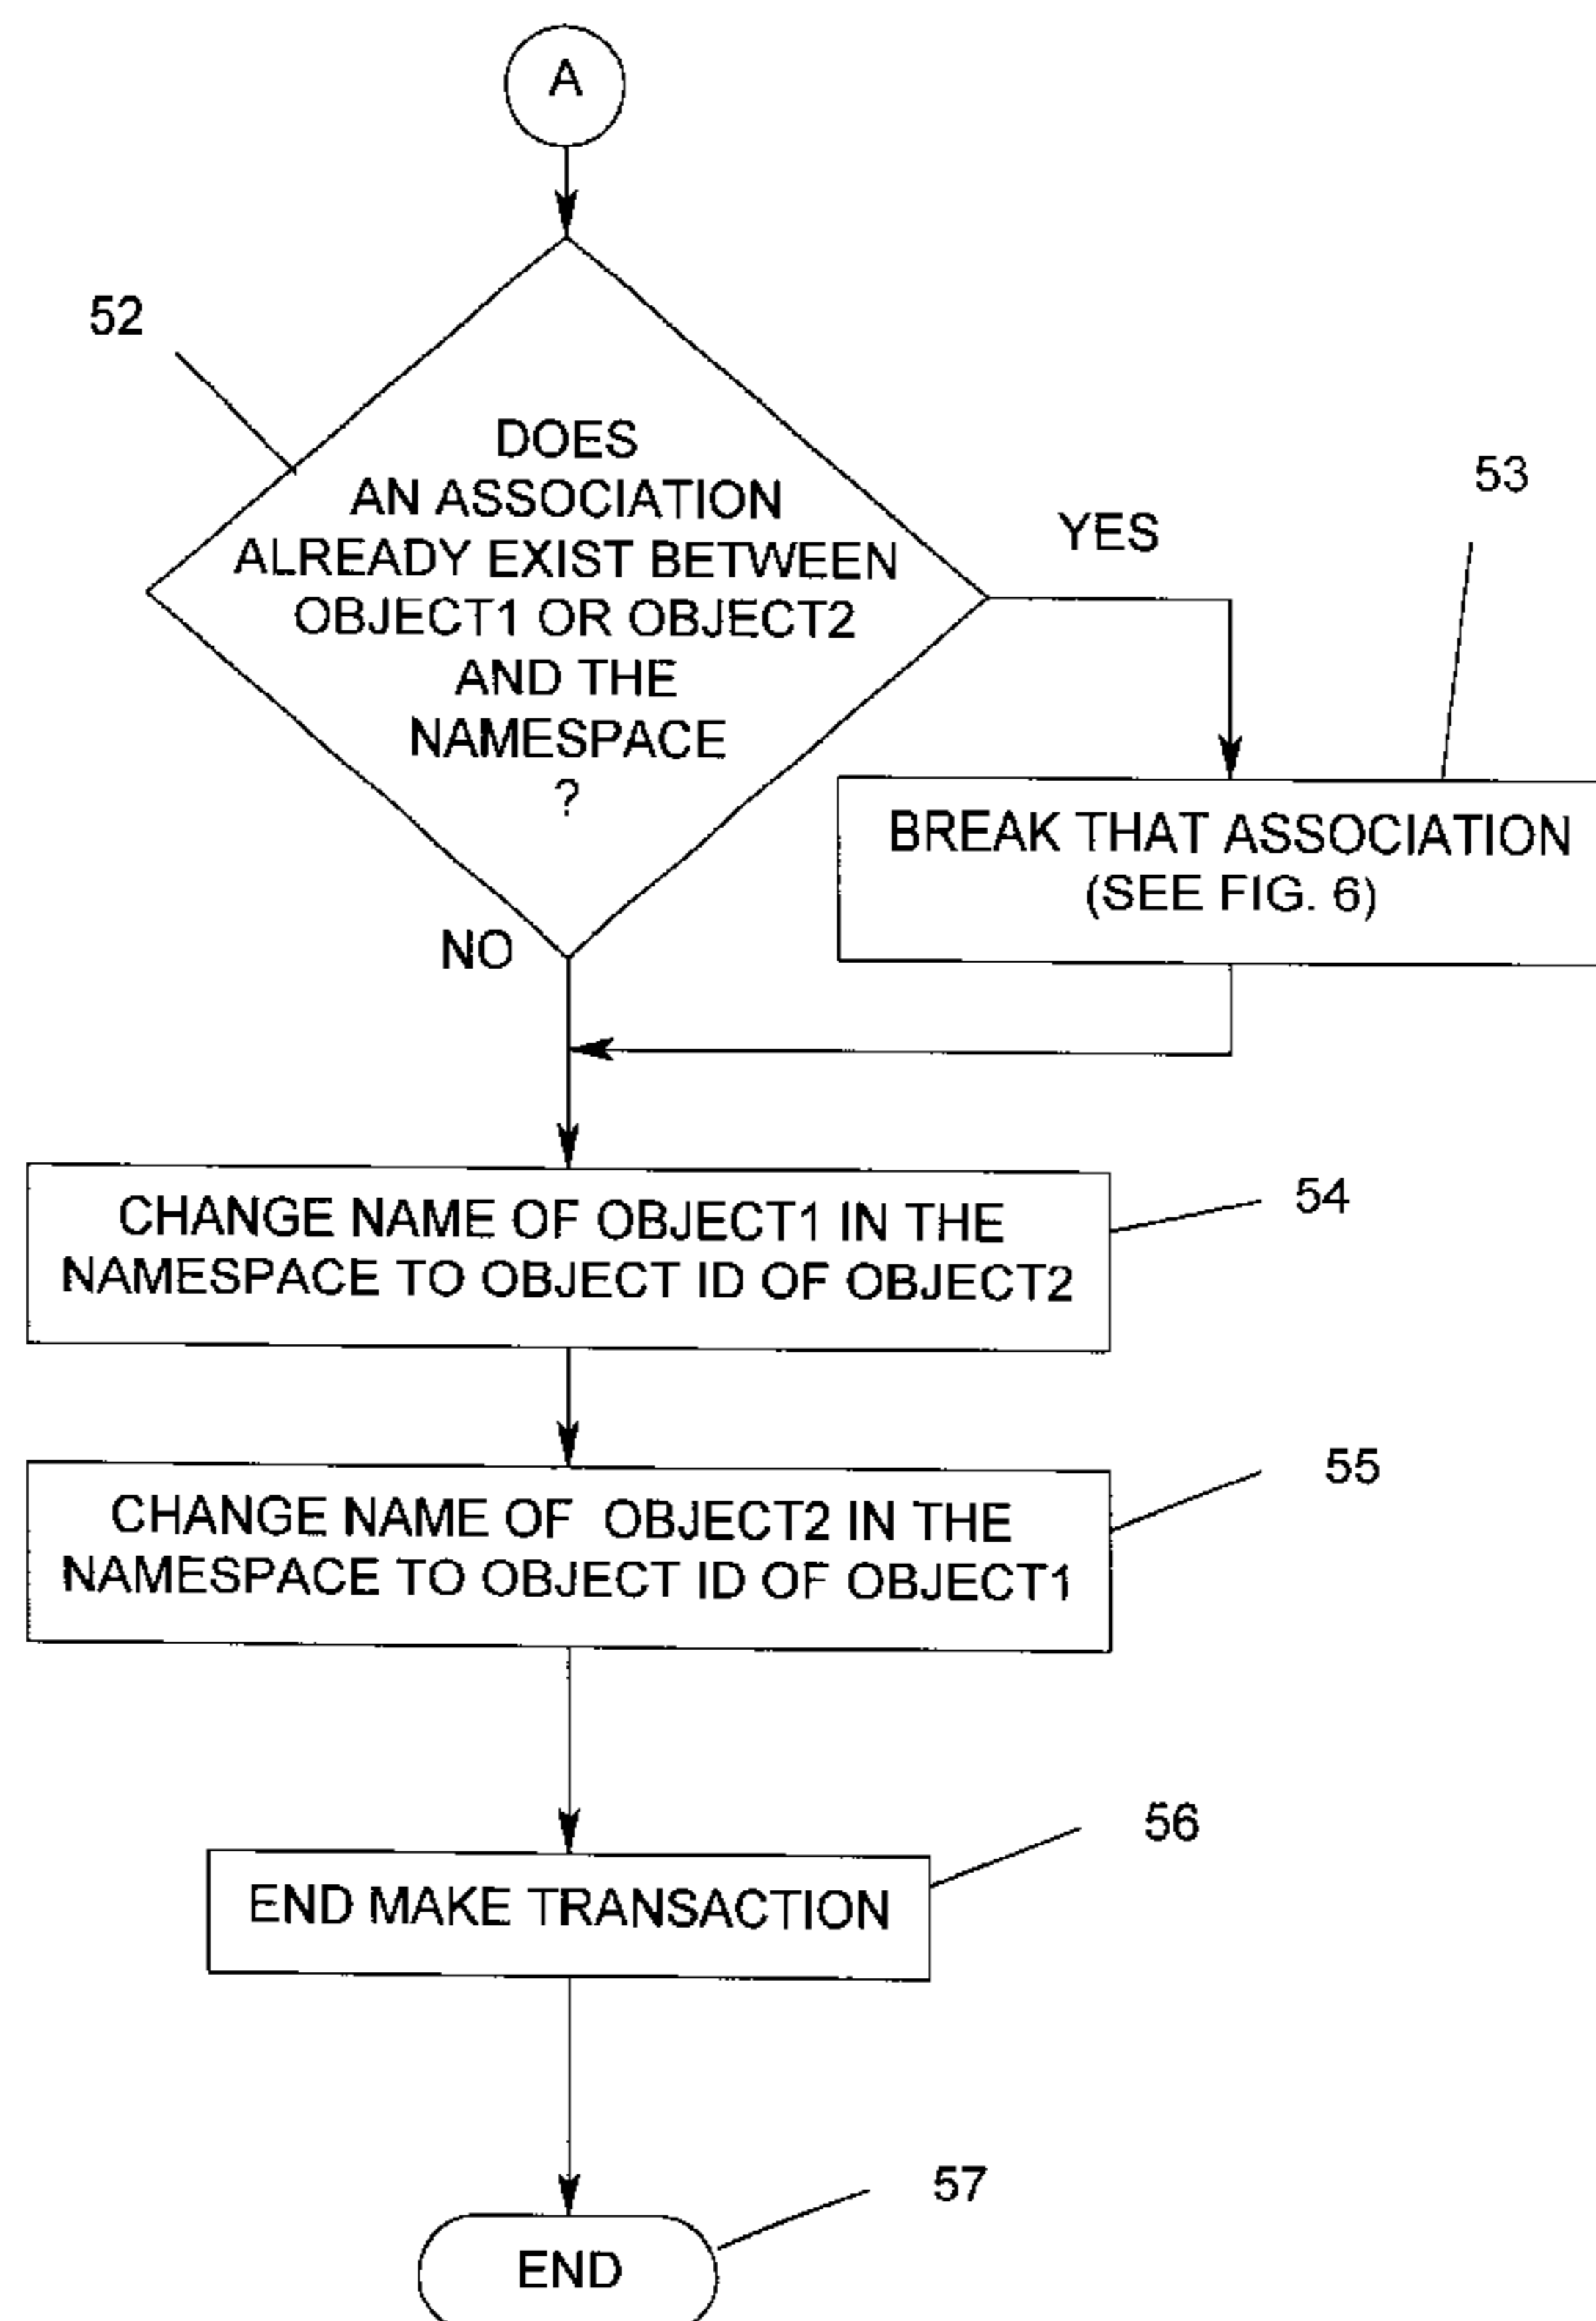 A
52
DOES
AN ASSOCIATION
ALREADY EXIST BETWEEN
OBJECT1 OR OBJECT2
AND THE
NAMESPACE
?
YES
53
BREAK THAT ASSOCIATION
(SEE FIG. 6)
NO
CHANGE NAME OF OBJECT1 IN THE
NAMESPACE TO OBJECT ID OF OBJECT2
54
CHANGE NAME OF OBJECT2 IN THE
NAMESPACE TO OBJECT ID OF OBJECT1
55
END MAKE TRANSACTION
56
END
57